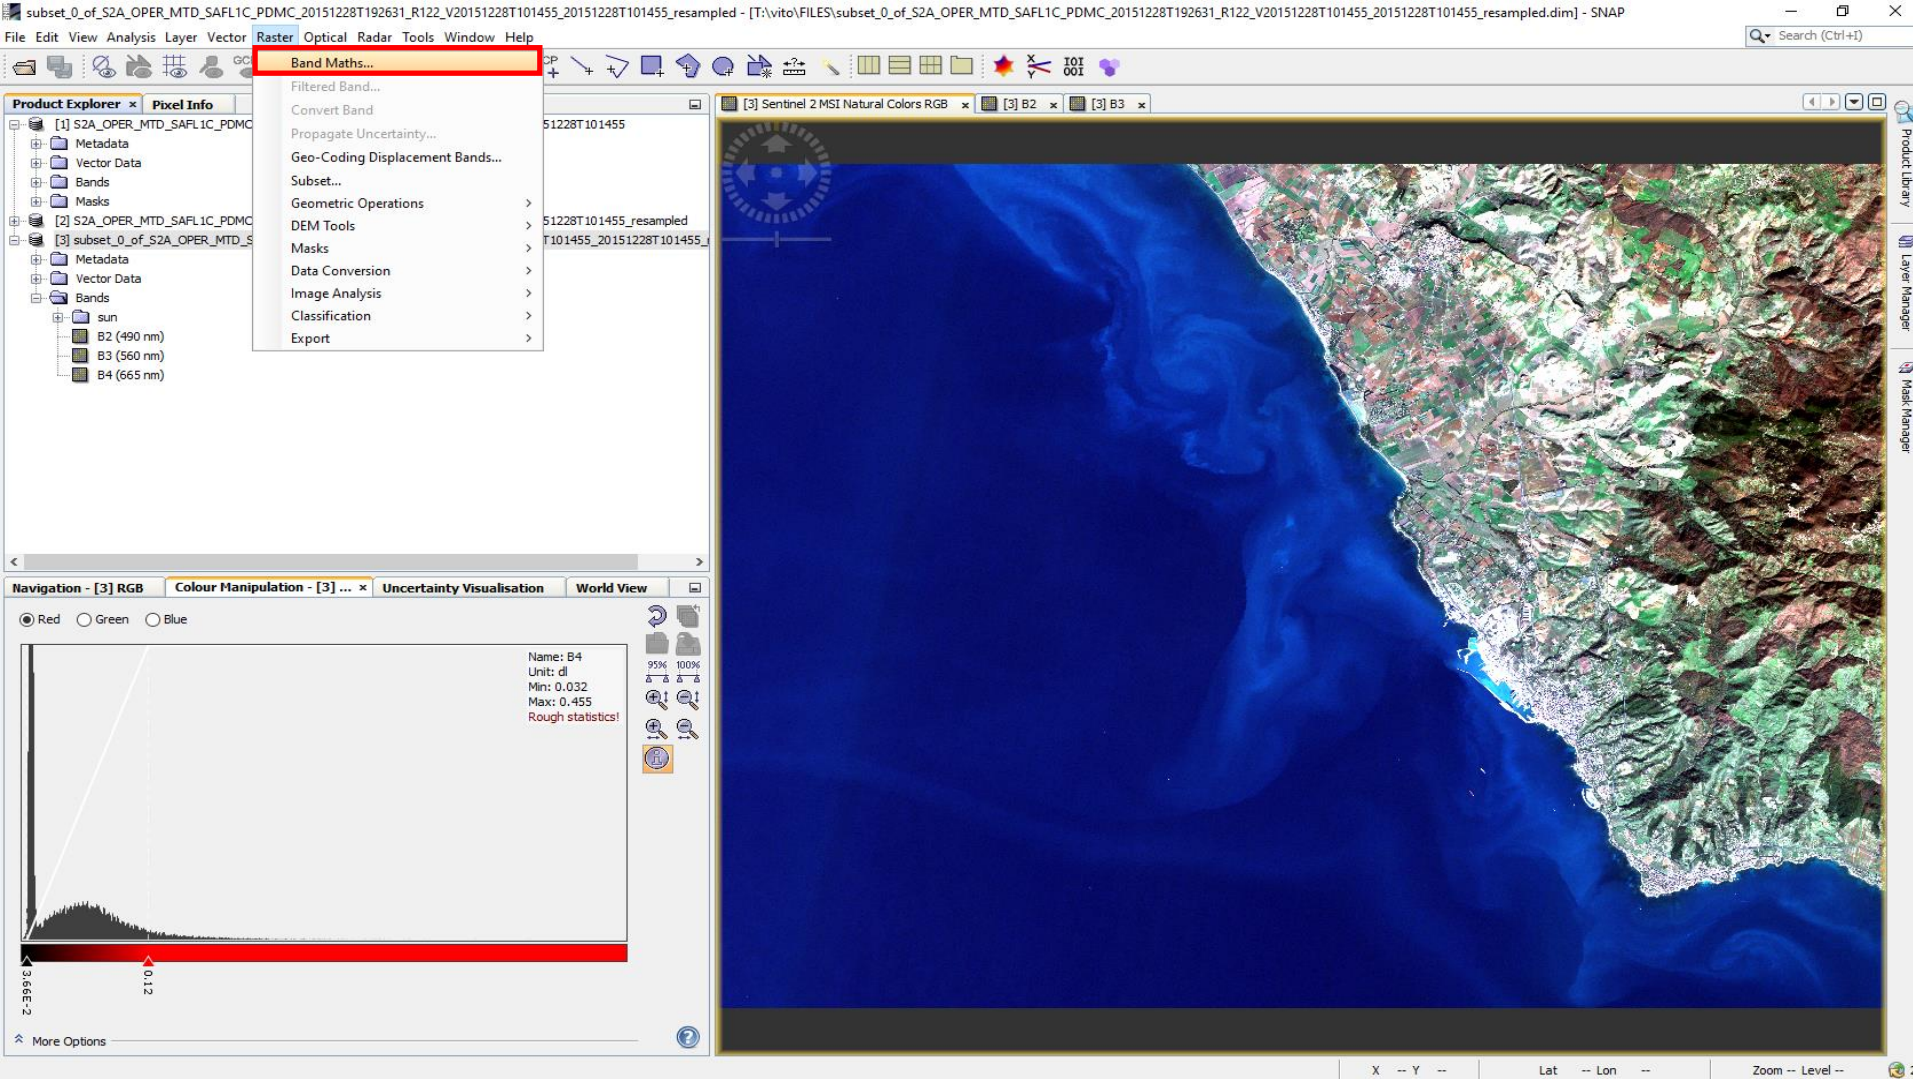 subset_0_of_S2A_OPER_MTD_SAFL1C_PDMC_20151228T192631_R122_V20151228T101455_20151228T101455_resampled - [T:\vito\FILES\subset_0_of_S2A_OPER_MTD_SAFL1C_PDMC_20151228T192631_R122_V20151228T101455_20151228T101455_resampled.dim] - SNAP
File Edit View Analysis Layer Vector Raster Optical Radar Tools Window Help
Search (Ctrl+I)
Band Maths...
Filtered Band...
Convert Band
Propagate Uncertainty...
Geo-Coding Displacement Bands...
Subset...
Geometric Operations
DEM Tools
Masks
Data Conversion
Image Analysis
Classification
Export
Product Explorer Pixel Info
[1] S2A_OPER_MTD_SAFL1C_PDMC 51228T101455
Metadata
Vector Data
Bands
Masks
[2] S2A_OPER_MTD_SAFL1C_PDMC 51228T101455_resampled
[3] subset_0_of_S2A_OPER_MTD_S T101455_20151228T101455_
Metadata
Vector Data
Bands
sun
B2 (490 nm)
B3 (560 nm)
B4 (665 nm)
[3] Sentinel 2 MSI Natural Colors RGB [3] B2 [3] B3
Product Library
Layer Manager
Mask Manager
Navigation - [3] RGB Colour Manipulation - [3] ... Uncertainty Visualisation World View
Red Green Blue
Name: B4
Unit: dl
Min: 0.032
Max: 0.455
Rough statistics!
95% 100%
3.66E-2
0.12
More Options
X -- Y -- Lat -- Lon -- Zoom -- Level --